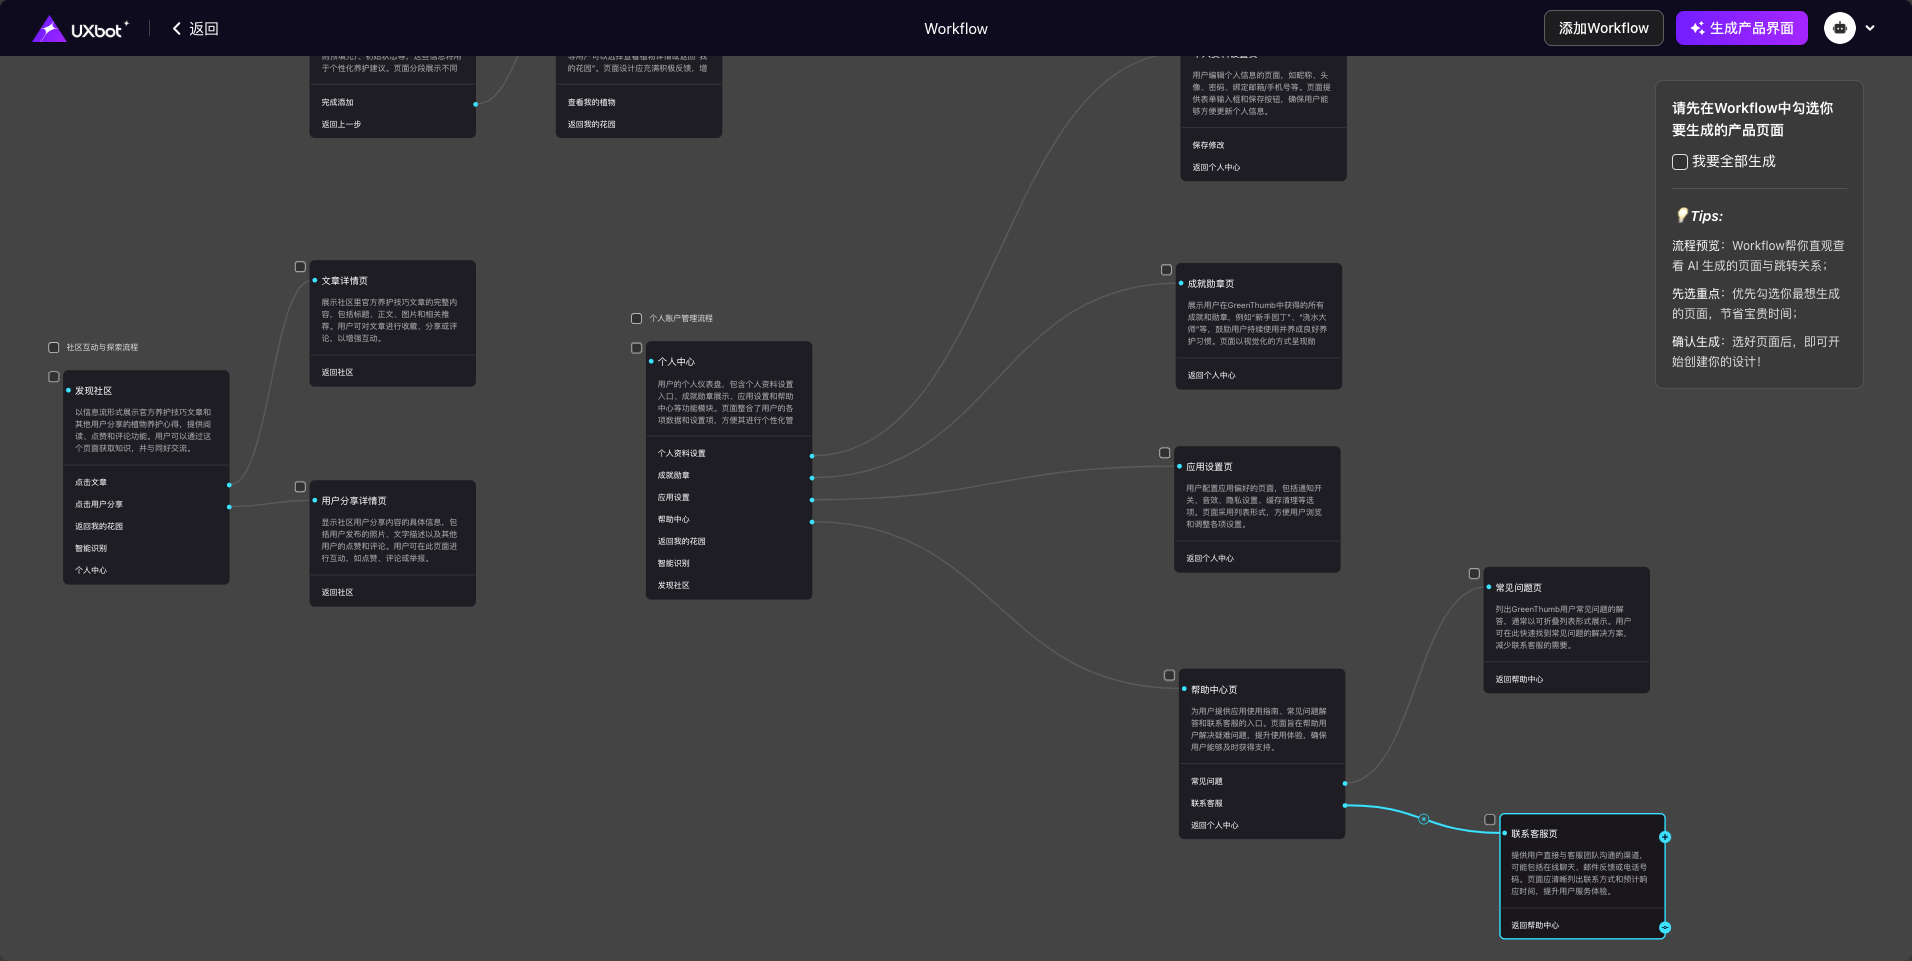 UXbot
返回
Workflow
添加Workflow
生成产品界面
于个性化养护建议。页面分段展示不同
完成添加
返回上一步
的花园”。页面设计应充满积极反馈，增
查看我的植物
返回我的花园
用户编辑个人信息的页面，如昵称、头
像、密码、绑定邮箱/手机号等。页面提
供表单输入框和保存按钮，确保用户能
够方便更新个人信息。
保存修改
返回个人中心
请先在Workflow中勾选你
要生成的产品页面
我要全部生成
Tips:
流程预览：Workflow帮你直观查
看 AI 生成的页面与跳转关系；
先选重点：优先勾选你最想生成
的页面，节省宝贵时间；
确认生成：选好页面后，即可开
始创建你的设计！
社区互动与探索流程
发现社区
以信息流形式展示官方养护技巧文章和
其他用户分享的植物养护心得，提供阅
读、点赞和评论功能。用户可以通过这
个页面获取知识，并与同好交流。
点击文章
点击用户分享
返回我的花园
智能识别
个人中心
文章详情页
展示社区里官方养护技巧文章的完整内
容，包括标题、正文、图片和相关推
荐。用户可对文章进行收藏、分享或评
论，以增强互动。
返回社区
用户分享详情页
显示社区用户分享内容的具体信息，包
括用户发布的照片、文字描述以及其他
用户的点赞和评论。用户可在此页面进
行互动，如点赞、评论或举报。
返回社区
个人账户管理流程
个人中心
用户的个人仪表盘，包含个人资料设置
入口、成就勋章展示、应用设置和帮助
中心等功能模块。页面整合了用户的各
项数据和设置项，方便其进行个性化管
个人资料设置
成就勋章
应用设置
帮助中心
返回我的花园
智能识别
发现社区
成就勋章页
展示用户在GreenThumb中获得的所有
成就和勋章，例如“新手园丁”、“浇水大
师”等，鼓励用户持续使用并养成良好养
护习惯。页面以视觉化的方式呈现勋
返回个人中心
应用设置页
用户配置应用偏好的页面，包括通知开
关、音效、隐私设置、缓存清理等选
项。页面采用列表形式，方便用户浏览
和调整各项设置。
返回个人中心
帮助中心页
为用户提供应用使用指南、常见问题解
答和联系客服的入口。页面旨在帮助用
户解决疑难问题，提升使用体验，确保
用户能够及时获得支持。
常见问题
联系客服
返回个人中心
常见问题页
列出GreenThumb用户常见问题的解
答，通常以可折叠列表形式展示。用户
可在此快速找到常见问题的解决方案，
减少联系客服的需要。
返回帮助中心
联系客服页
提供用户直接与客服团队沟通的渠道，
可能包括在线聊天、邮件反馈或电话号
码。页面应清晰列出联系方式和预计响
应时间，提升用户服务体验。
返回帮助中心